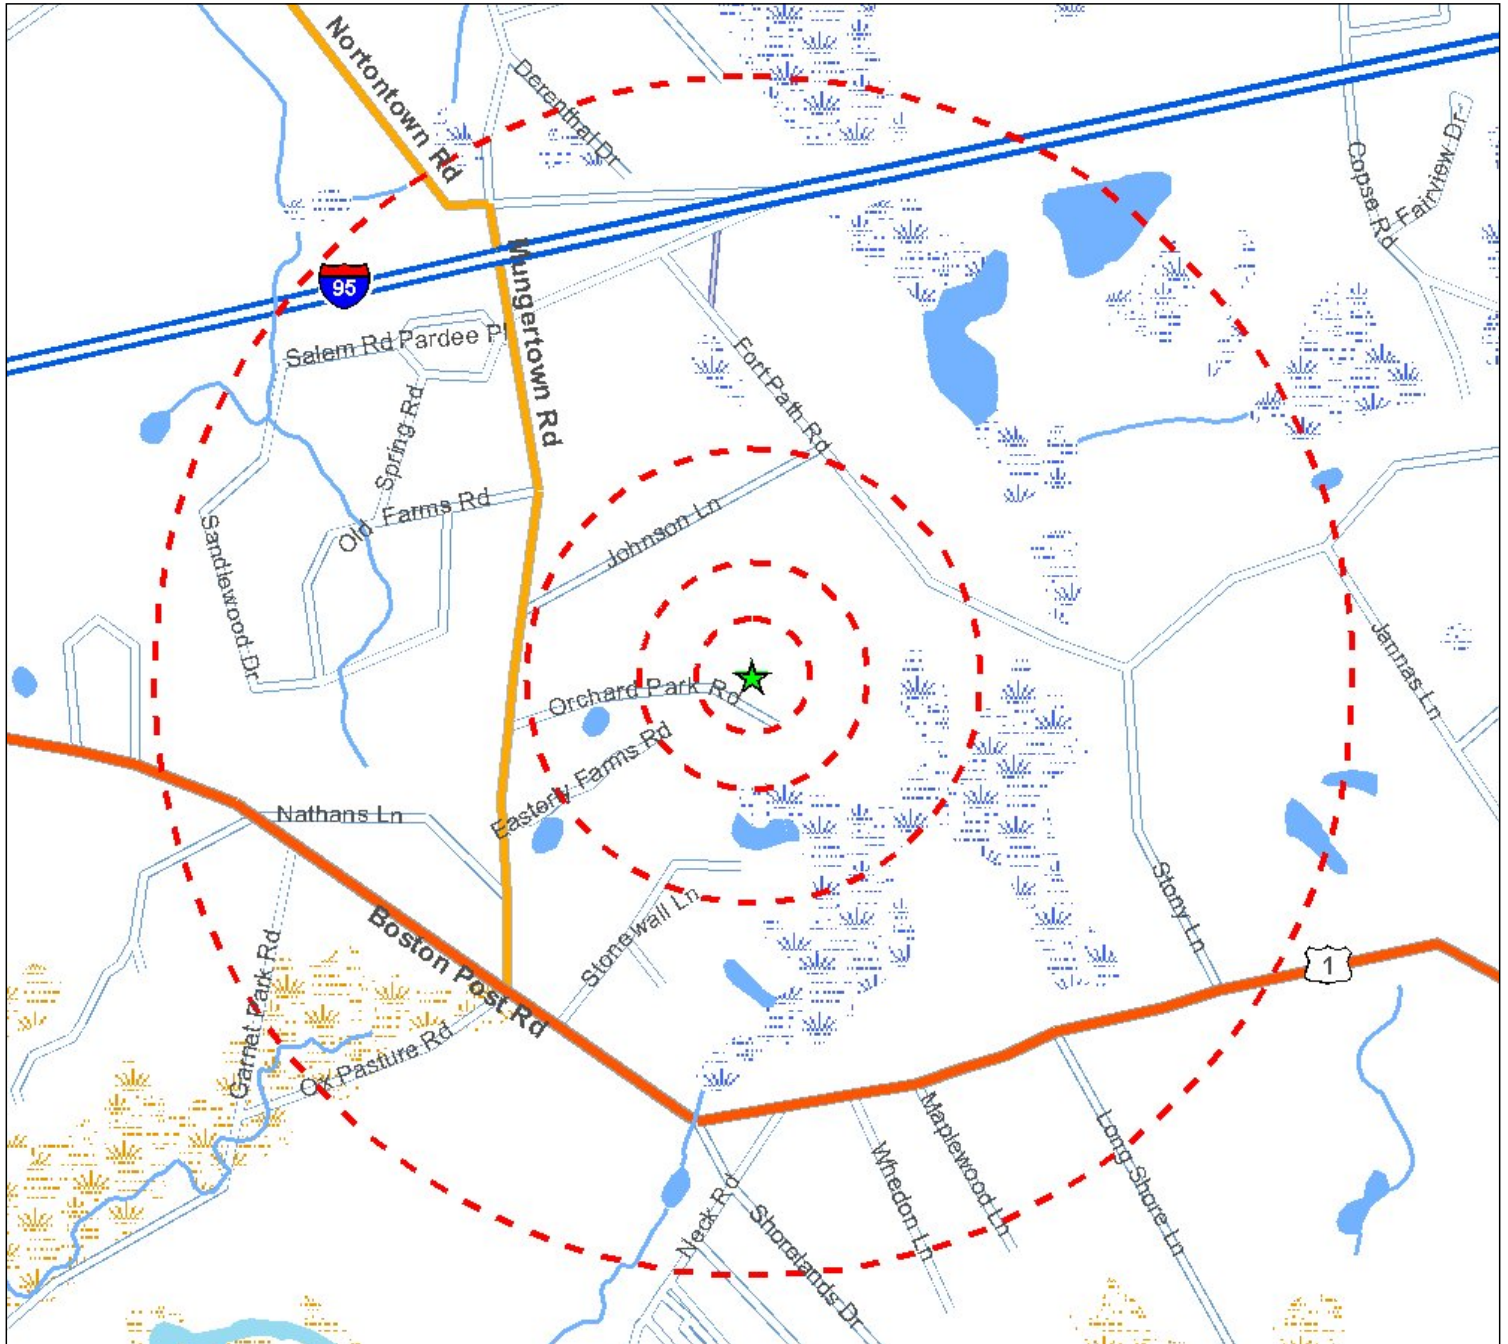 Nortontown Rd
Derenthal Dr
Copse Rd
Fairview Dr
95
Mungertown Rd
Salem Rd
Pardee Pl
Fort Path Rd
Spring Rd
Old Farms Rd
Johnson Ln
Sandlewood Dr
Jannas Ln
Orchard Park Rd
Easterly Farms Rd
Nathans Ln
Stony Ln
Boston Post Rd
Stonewall Ln
1
Garnat Park Rd
Ox Pasture Rd
Maplewood Ln
Long Shore Ln
Whedon Ln
Neck Rd
Shorelands Dr